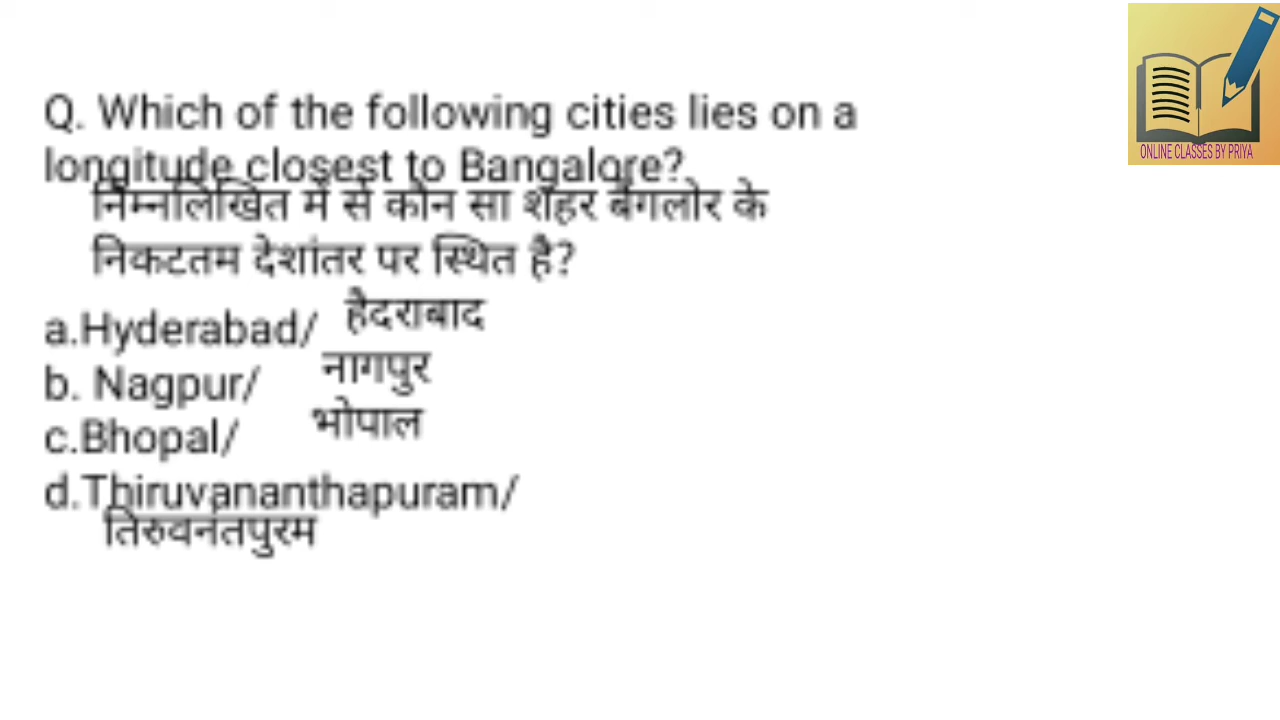 ONLINE CLASSES BY PRIYA
Q. Which of the following cities lies on a
longitude closest to Bangalore?
निम्नलिखित में से कौन सा शहर बैंगलोर के
निकटतम देशांतर पर स्थित है?
a.Hyderabad/ हैदराबाद
b. Nagpur/ नागपुर
c.Bhopal/ भोपाल
d.Thiruvananthapuram/
तिरुवनंतपुरम